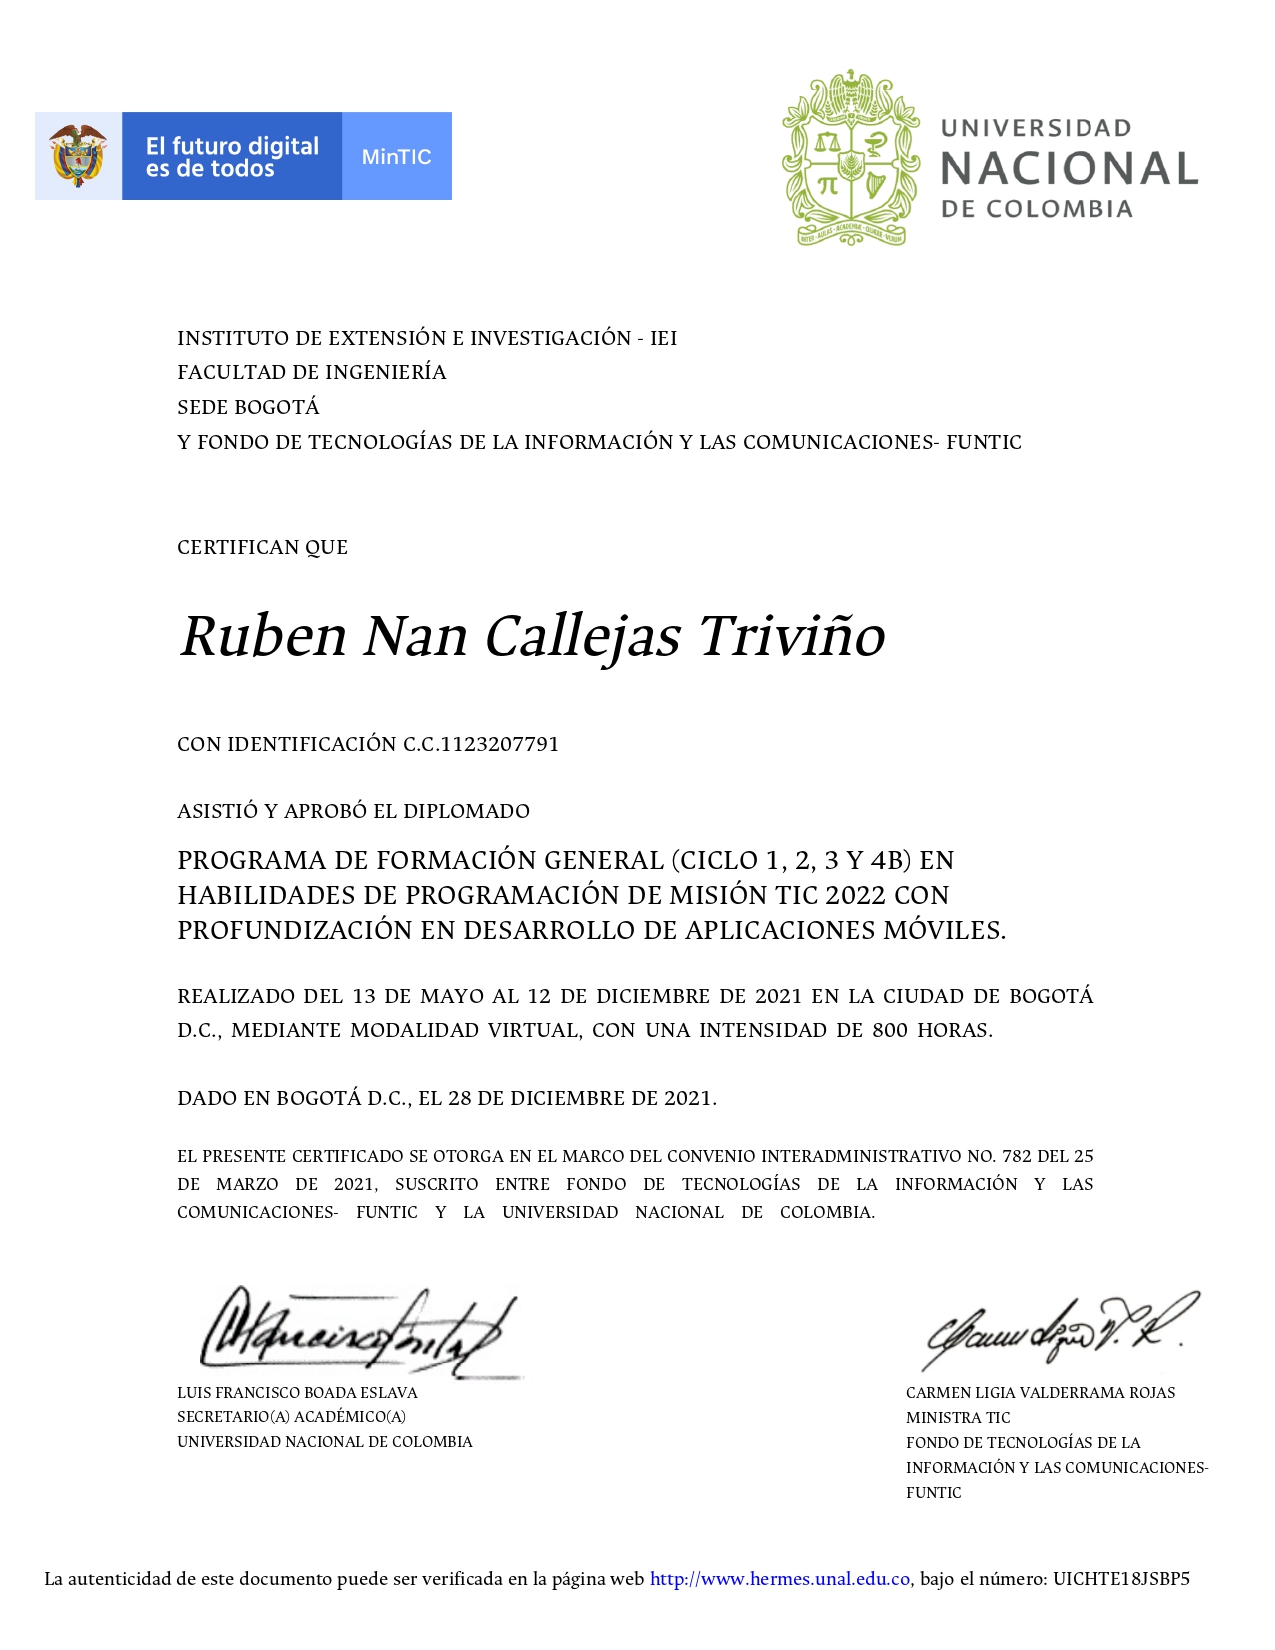 El futuro digital
es de todos
MinTIC
UNIVERSIDAD
NACIONAL
DE COLOMBIA
INSTITUTO DE EXTENSIÓN E INVESTIGACIÓN - IEI
FACULTAD DE INGENIERÍA
SEDE BOGOTÁ
Y FONDO DE TECNOLOGÍAS DE LA INFORMACIÓN Y LAS COMUNICACIONES- FUNTIC
CERTIFICAN QUE
Ruben Nan Callejas Triviño
CON IDENTIFICACIÓN C.C.1123207791
ASISTIÓ Y APROBÓ EL DIPLOMADO
PROGRAMA DE FORMACIÓN GENERAL (CICLO 1, 2, 3 Y 4B) EN
HABILIDADES DE PROGRAMACIÓN DE MISIÓN TIC 2022 CON
PROFUNDIZACIÓN EN DESARROLLO DE APLICACIONES MÓVILES.
REALIZADO DEL 13 DE MAYO AL 12 DE DICIEMBRE DE 2021 EN LA CIUDAD DE BOGOTÁ
D.C., MEDIANTE MODALIDAD VIRTUAL, CON UNA INTENSIDAD DE 800 HORAS.
DADO EN BOGOTÁ D.C., EL 28 DE DICIEMBRE DE 2021.
EL PRESENTE CERTIFICADO SE OTORGA EN EL MARCO DEL CONVENIO INTERADMINISTRATIVO NO. 782 DEL 25
DE MARZO DE 2021, SUSCRITO ENTRE FONDO DE TECNOLOGÍAS DE LA INFORMACIÓN Y LAS
COMUNICACIONES- FUNTIC Y LA UNIVERSIDAD NACIONAL DE COLOMBIA.
LUIS FRANCISCO BOADA ESLAVA
SECRETARIO(A) ACADÉMICO(A)
UNIVERSIDAD NACIONAL DE COLOMBIA
CARMEN LIGIA VALDERRAMA ROJAS
MINISTRA TIC
FONDO DE TECNOLOGÍAS DE LA
INFORMACIÓN Y LAS COMUNICACIONES-
FUNTIC
La autenticidad de este documento puede ser verificada en la página web http://www.hermes.unal.edu.co, bajo el número: UICHTE18JSBP5